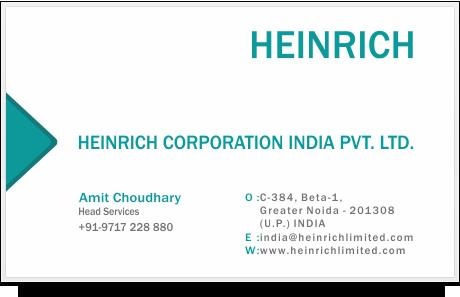 HEINRICH
HEINRICH CORPORATION INDIA PVT. LTD.
Amit Choudhary
Head Services
+91-9717 228 880
O :C-384, Beta-1,
Greater Noida - 201308
(U.P.) INDIA
E :india@heinrichlimited.com
W:www.heinrichlimited.com